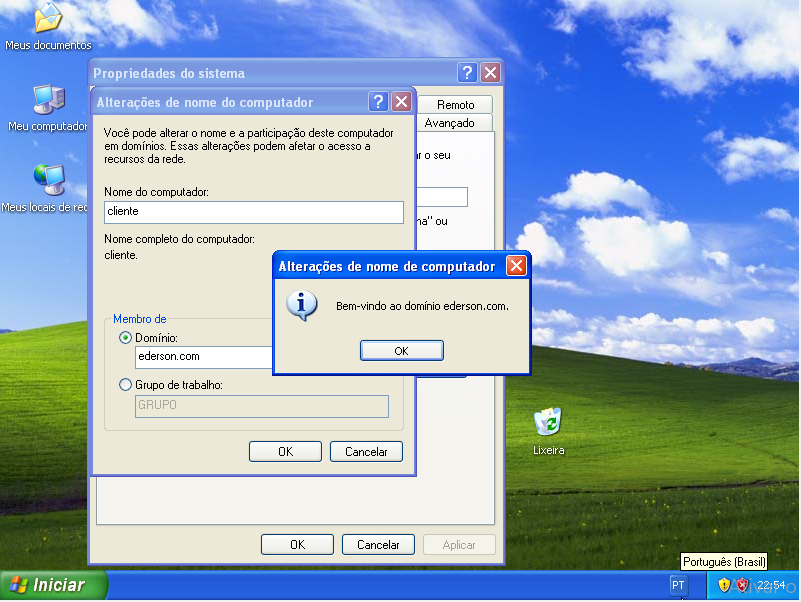 Meus documentos
Meu computador
Meus locais de rec
Propriedades do sistema
Remoto
Avançado
ar o seu
na" ou
Alterações de nome do computador
Você pode alterar o nome e a participação deste computador
em domínios. Essas alterações podem afetar o acesso a
recursos da rede.
Nome do computador:
cliente
Nome completo do computador:
cliente.
Membro de
Domínio:
ederson.com
Grupo de trabalho:
GRUPO
OK
Cancelar
Alterações de nome de computador
Bem-vindo ao domínio ederson.com.
OK
OK
Cancelar
Aplicar
Lixeira
Português (Brasil)
Iniciar
PT
22:54